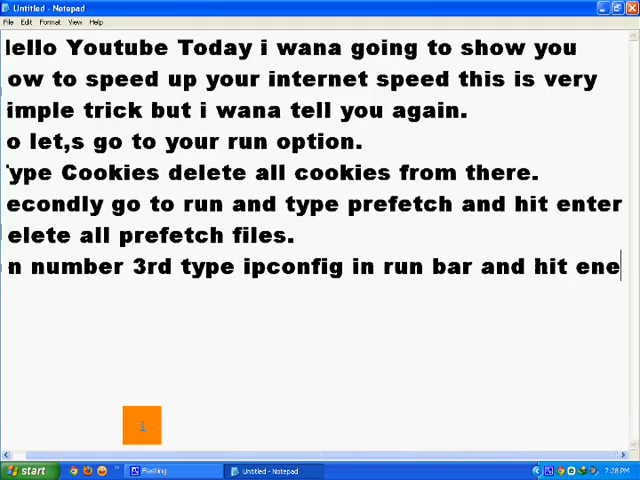 Untitled - Notepad
File Edit Format View Help
Hello Youtube Today i wana going to show you
ow to speed up your internet speed this is very
imple trick but i wana tell you again.
o let,s go to your run option.
Type Cookies delete all cookies from there.
econdly go to run and type prefetch and hit enter
elete all prefetch files.
n number 3rd type ipconfig in run bar and hit ene
start
Untitled - Notepad
7:28 PM